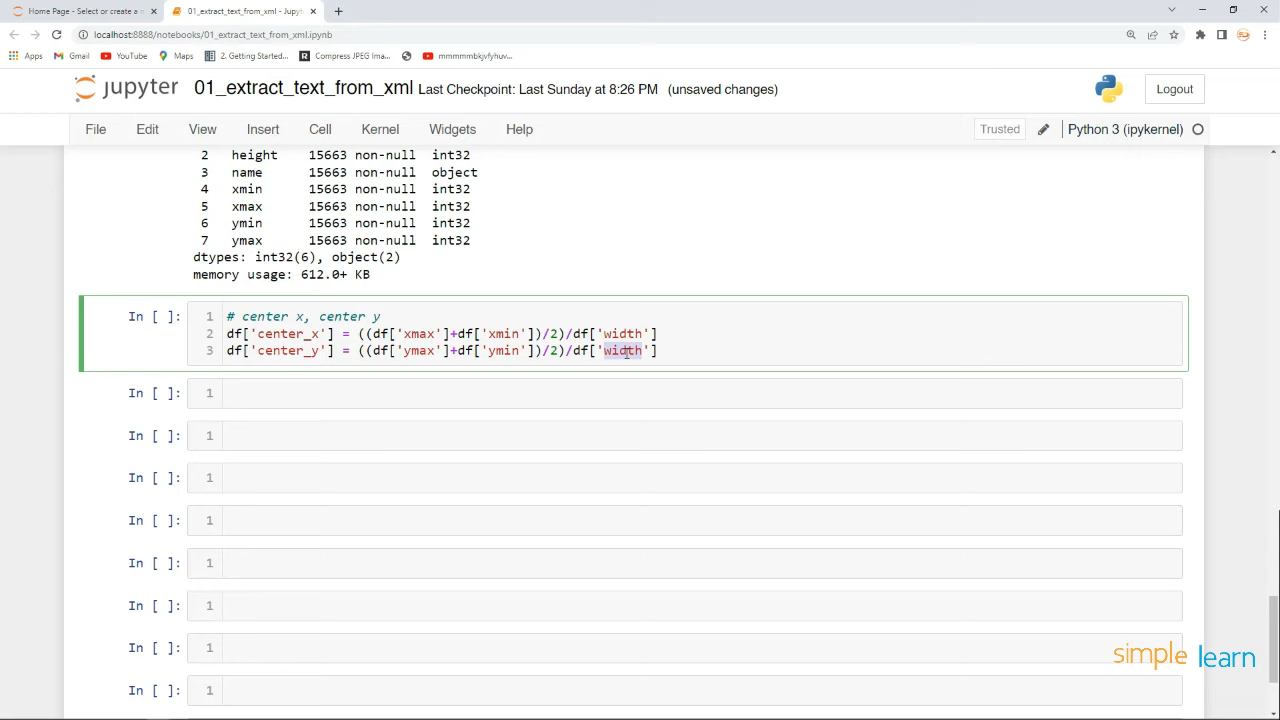 Home Page - Select or create a n
01_extract_text_from_xml - Jupyt
localhost:8888/notebooks/01_extract_text_from_xml.ipynb
Apps
Gmail
YouTube
Maps
2. Getting Started...
Compress JPEG Ima...
mmmmmbkjvyfyhuv...
jupyter 01_extract_text_from_xml Last Checkpoint: Last Sunday at 8:26 PM (unsaved changes)
Logout
File Edit View Insert Cell Kernel Widgets Help
Trusted
Python 3 (ipykernel)
2 height 15663 non-null int32
3 name 15663 non-null object
4 xmin 15663 non-null int32
5 xmax 15663 non-null int32
6 ymin 15663 non-null int32
7 ymax 15663 non-null int32
dtypes: int32(6), object(2)
memory usage: 612.0+ KB
In [ ]: 1 # center x, center y
2 df['center_x'] = ((df['xmax']+df['xmin'])/2)/df['width']
3 df['center_y'] = ((df['ymax']+df['ymin'])/2)/df['width']
In [ ]: 1
In [ ]: 1
In [ ]: 1
In [ ]: 1
In [ ]: 1
In [ ]: 1
In [ ]: 1
In [ ]: 1
simplelearn